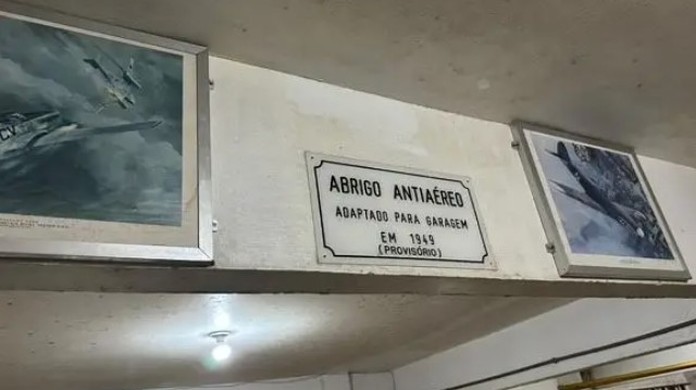 ABRIGO ANTIAÉREO
ADAPTADO PARA GARAGEM
EM 1949
(PROVISÓRIO)